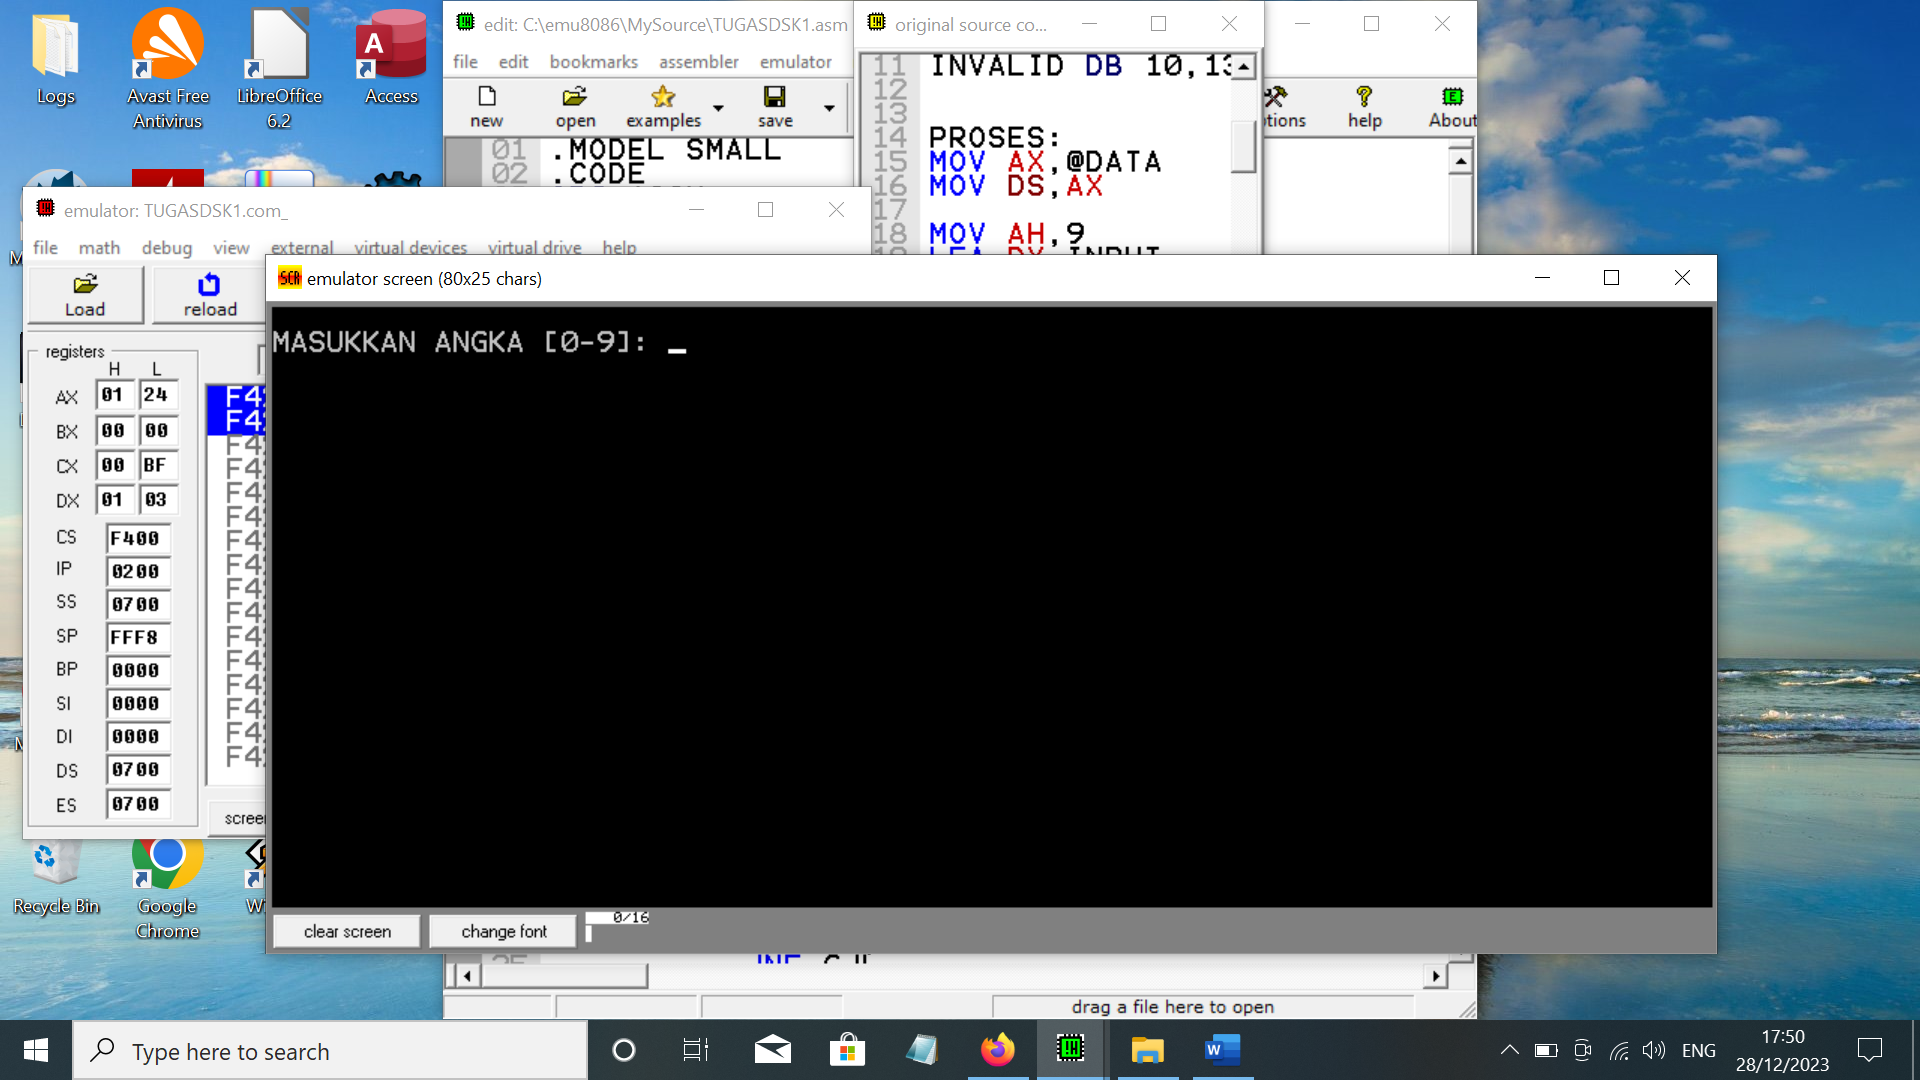 Logs
Avast Free
Antivirus
LibreOffice
6.2
Access
edit: C:\emu8086\MySource\TUGASDSK1.asm
file edit bookmarks assembler emulator
new open examples save
help About
01 .MODEL SMALL
02 .CODE
original source co...
11 INVALID DB 10,13
12
13
14 PROSES:
15 MOV AX,@DATA
16 MOV DS,AX
17
18 MOV AH,9
emulator: TUGASDSK1.com_
file math debug view external virtual devices virtual drive help
Load reload
registers
H L
AX 01 24
BX 00 00
CX 00 BF
DX 01 03
CS F400
IP 0200
SS 0700
SP FFF8
BP 0000
SI 0000
DI 0000
DS 0700
ES 0700
SCR emulator screen (80x25 chars)
MASUKKAN ANGKA [0-9]: _
clear screen change font 0/16
drag a file here to open
Recycle Bin
Google
Chrome
Type here to search
ENG
17:50
28/12/2023